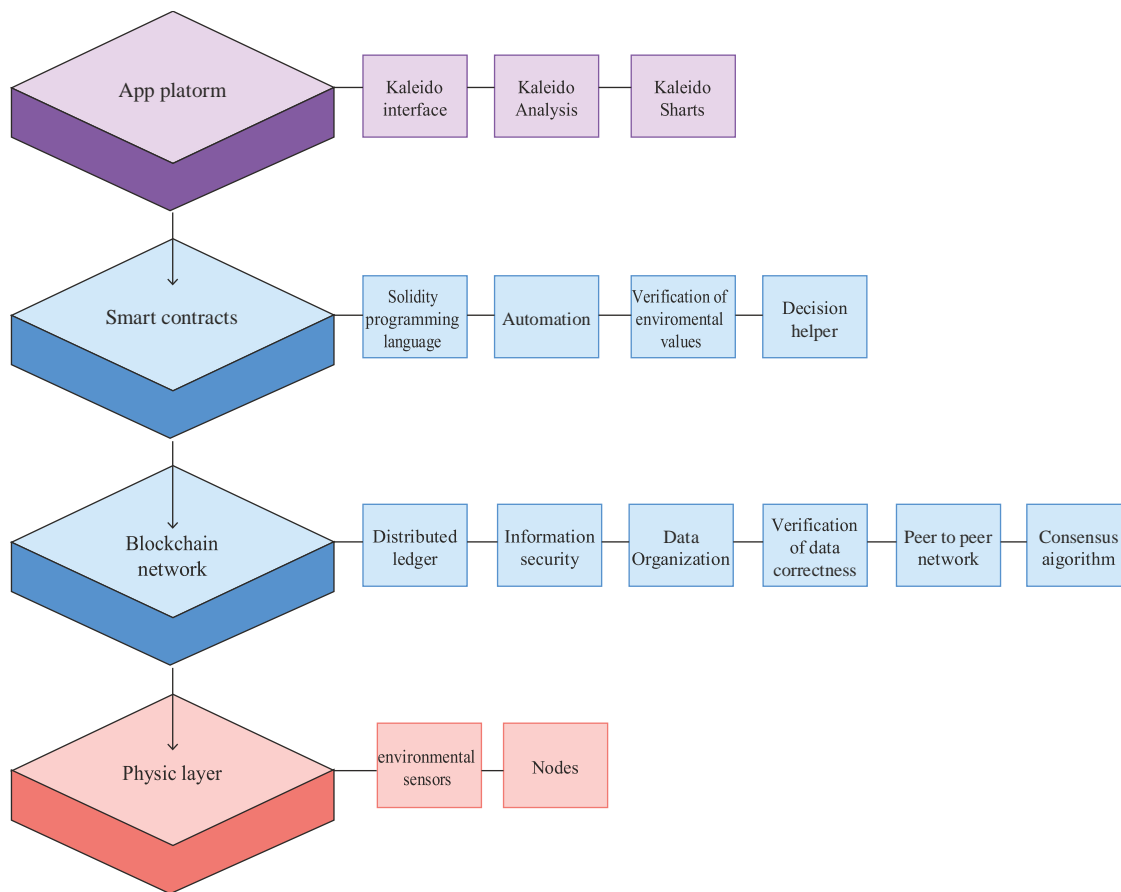 App platorm
Kaleido
interface
Kaleido
Analysis
Kaleido
Sharts
Smart contracts
Solidity
programming
language
Automation
Verification of
enviromental
values
Decision
helper
Blockchain
network
Distributed
ledger
Information
security
Data
Organization
Verification
of data
correctness
Peer to peer
network
Consensus
aigorithm
Physic layer
environmental
sensors
Nodes